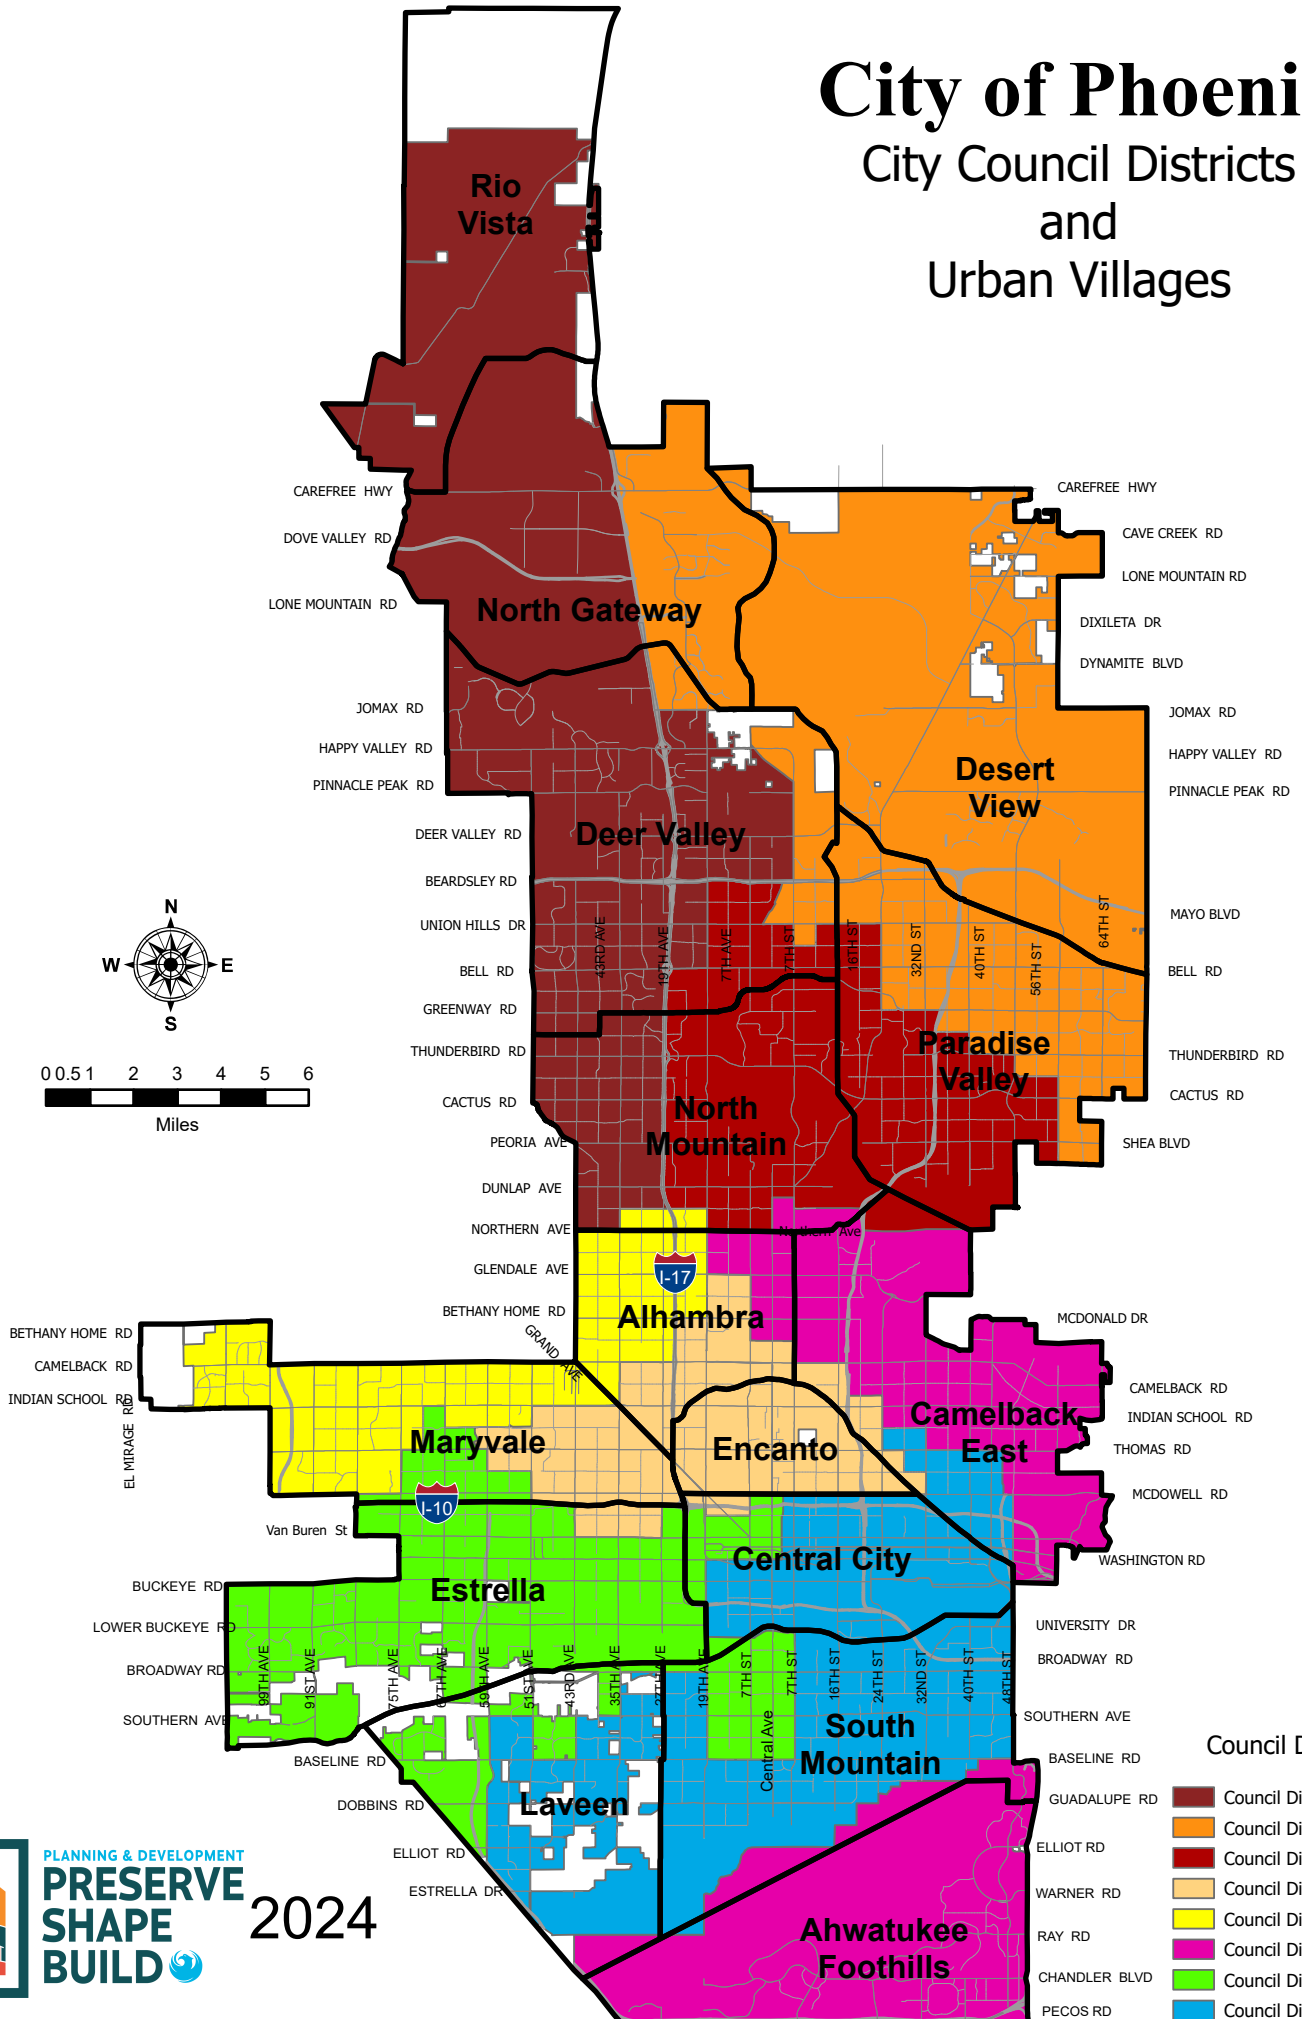 City of Phoeni
City Council Districts
and
Urban Villages
Rio
Vista
CAREFREE HWY
CAREFREE HWY
DOVE VALLEY RD
CAVE CREEK RD
LONE MOUNTAIN RD
LONE MOUNTAIN RD
North Gateway
DIXILETA DR
DYNAMITE BLVD
JOMAX RD
JOMAX RD
HAPPY VALLEY RD
HAPPY VALLEY RD
Desert
View
PINNACLE PEAK RD
PINNACLE PEAK RD
DEER VALLEY RD
Deer Valley
BEARDSLEY RD
UNION HILLS DR
MAYO BLVD
43RD AVE
19TH AVE
7TH AVE
7TH ST
16TH ST
32ND ST
40TH ST
56TH ST
64TH ST
N
W
E
S
BELL RD
BELL RD
GREENWAY RD
THUNDERBIRD RD
Paradise
Valley
THUNDERBIRD RD
0 0.5 1 2 3 4 5 6
Miles
CACTUS RD
CACTUS RD
North
Mountain
PEORIA AVE
SHEA BLVD
DUNLAP AVE
NORTHERN AVE
Northern Ave
GLENDALE AVE
I-17
BETHANY HOME RD
Alhambra
MCDONALD DR
BETHANY HOME RD
GRAND AVE
CAMELBACK RD
CAMELBACK RD
INDIAN SCHOOL RD
INDIAN SCHOOL RD
EL MIRAGE RD
Camelback
East
Maryvale
Encanto
THOMAS RD
I-10
MCDOWELL RD
Van Buren St
Central City
WASHINGTON RD
BUCKEYE RD
Estrella
LOWER BUCKEYE RD
UNIVERSITY DR
BROADWAY RD
BROADWAY RD
99TH AVE
91ST AVE
75TH AVE
67TH AVE
59TH AVE
51ST AVE
43RD AVE
35TH AVE
27TH AVE
19TH AVE
7TH ST
7TH ST
16TH ST
24TH ST
32ND ST
40TH ST
48TH ST
SOUTHERN AVE
SOUTHERN AVE
South
Mountain
Central Ave
BASELINE RD
BASELINE RD
Council D
GUADALUPE RD
Council Di
DOBBINS RD
Laveen
Council Di
ELLIOT RD
ELLIOT RD
Council Di
ESTRELLA DR
WARNER RD
Council Di
PLANNING & DEVELOPMENT
PRESERVE
SHAPE
BUILD
2024
Council Di
Ahwatukee
Foothills
RAY RD
Council Di
CHANDLER BLVD
Council Di
PECOS RD
Council Di